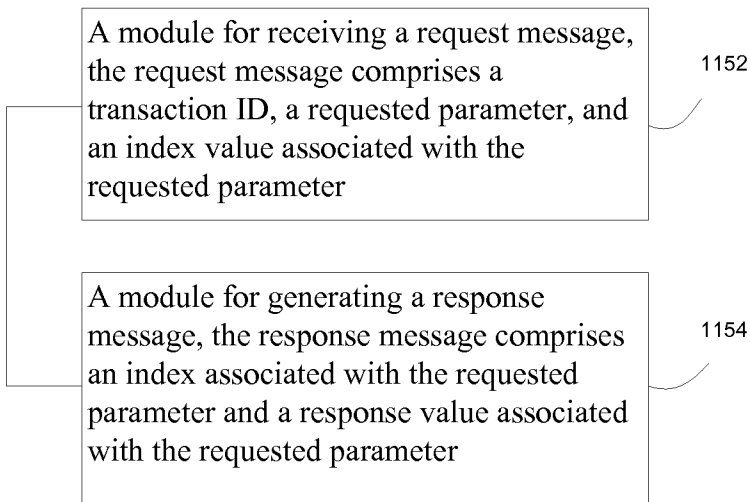 A module for receiving a request message,
the request message comprises a
transaction ID, a requested parameter, and
an index value associated with the
requested parameter
1152
A module for generating a response
message, the response message comprises
an index associated with the requested
parameter and a response value associated
with the requested parameter
1154